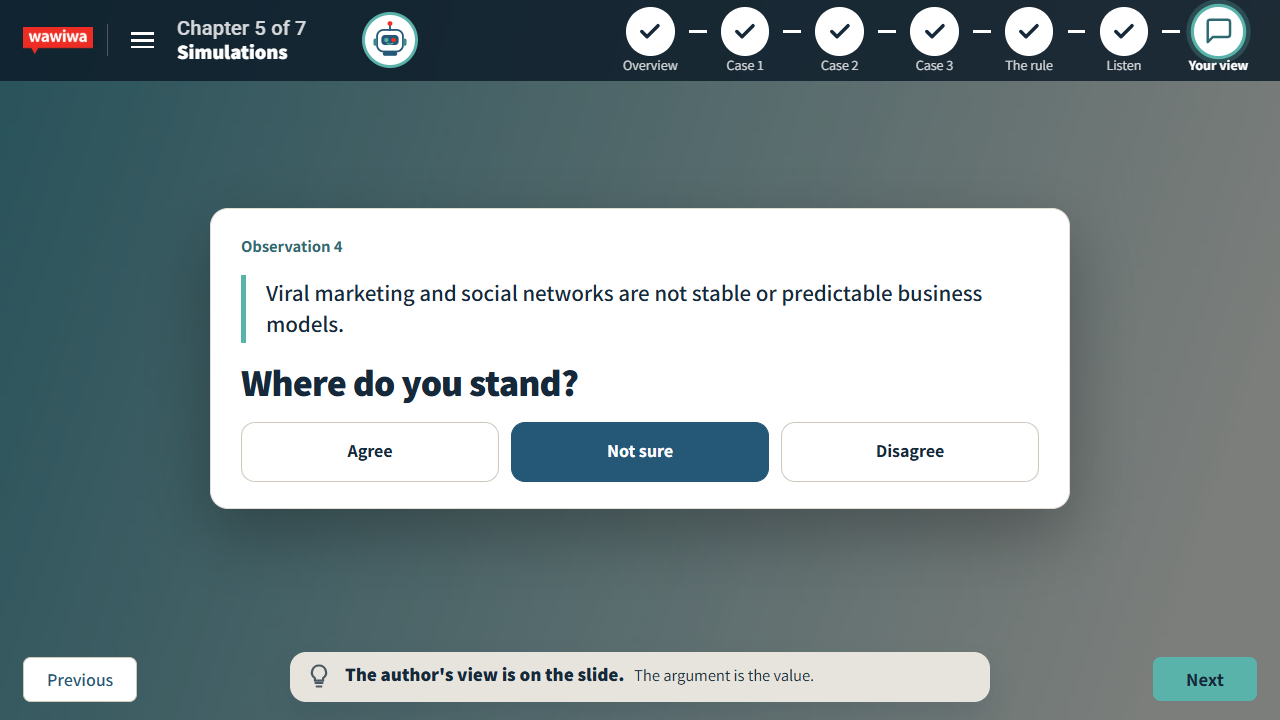 wawiwa
Chapter 5 of 7
Simulations
Overview
Case 1
Case 2
Case 3
The rule
Listen
Your view
Observation 4
Viral marketing and social networks are not stable or predictable business
models.
Where do you stand?
Agree
Not sure
Disagree
Previous
The author's view is on the slide. The argument is the value.
Next